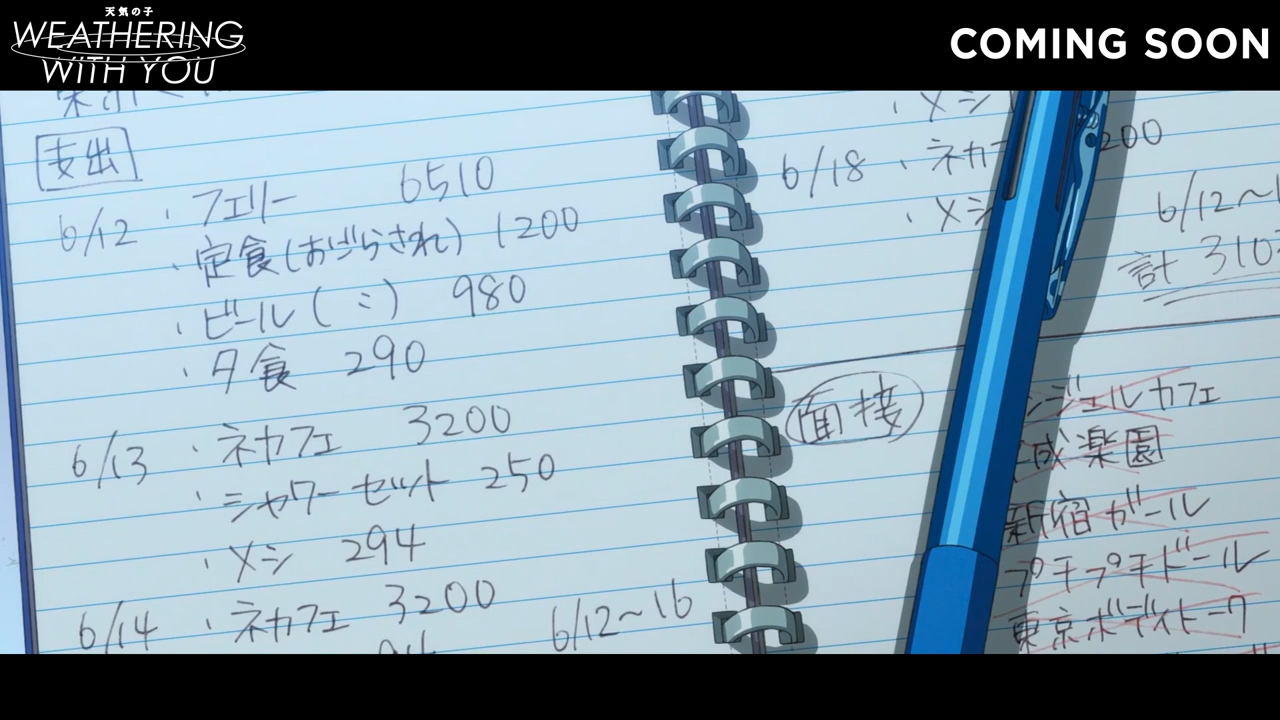 天気の子
WEATHERING
WITH YOU
COMING SOON
支出
6/12 ・フェリー 6510
・定食(おごらされ) 1200
・ビール(〃) 980
・夕食 290
6/13 ・ネカフェ 3200
・シャワーセット 250
・メシ 294
6/14 ・ネカフェ 3200
6/12~16
・メシ
6/18 ・ネカ 200
・メシ
6/12~1
計 310
面接
ンジェルカフェ
成楽園
新宿ガール
プチプチドール
東京ボディトーク